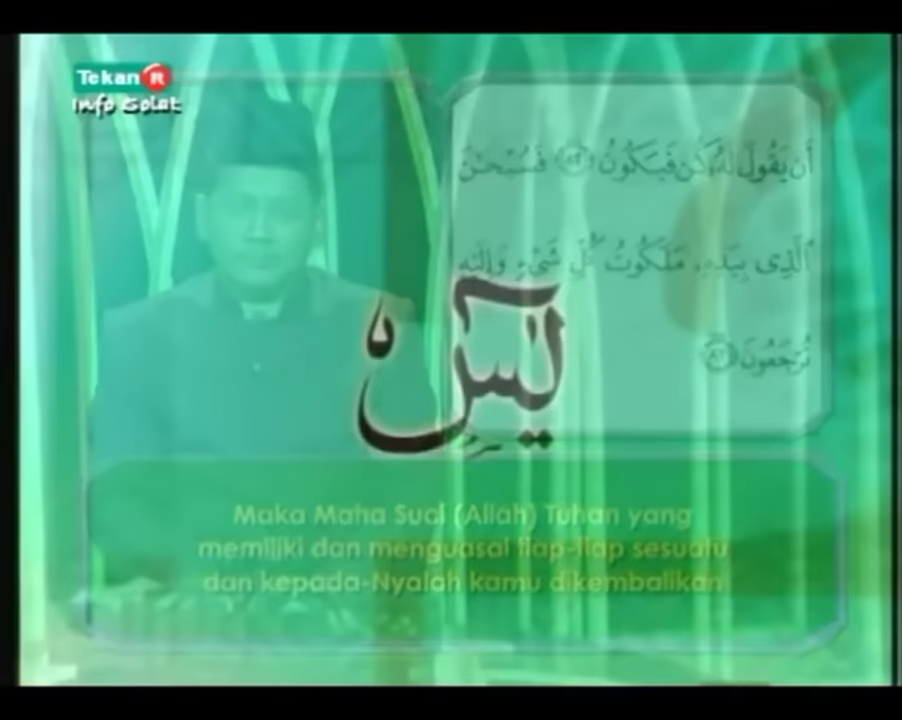 Tekan R
Info Solat
أَن يَقُولَ لَهُۥ كُن فَيَكُونُ ﴿٨٢﴾ فَسُبْحَٰنَ
ٱلَّذِى بِيَدِهِۦ مَلَكُوتُ كُلِّ شَىْءٍ وَإِلَيْهِ
تُرْجَعُونَ ﴿٨٣﴾
يسٓ
Maka Maha Suci (Allah) Tuhan yang
memiljki dan menguasai tiap-tiap sesuatu
dan kepada-Nyalah kamu dikembalikan